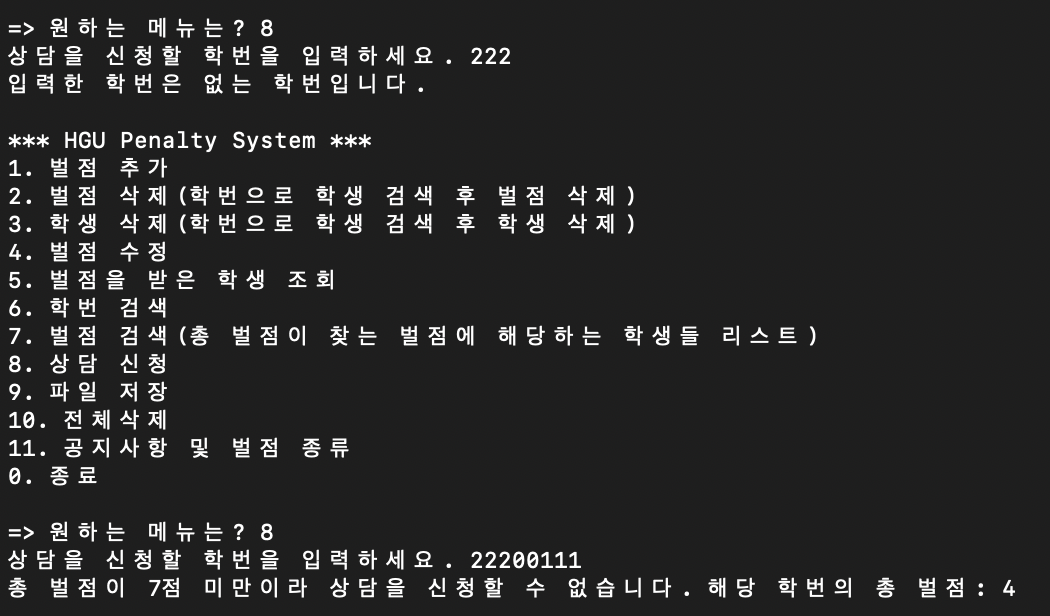 => 원하는 메뉴는? 8
상담을 신청할 학번을 입력하세요. 222
입력한 학번은 없는 학번입니다.
*** HGU Penalty System ***
1. 벌점 추가
2. 벌점 삭제(학번으로 학생 검색 후 벌점 삭제)
3. 학생 삭제(학번으로 학생 검색 후 학생 삭제)
4. 벌점 수정
5. 벌점을 받은 학생 조회
6. 학번 검색
7. 벌점 검색(총 벌점이 찾는 벌점에 해당하는 학생들 리스트)
8. 상담 신청
9. 파일 저장
10. 전체삭제
11. 공지사항 및 벌점 종류
0. 종료
=> 원하는 메뉴는? 8
상담을 신청할 학번을 입력하세요. 22200111
총 벌점이 7점 미만이라 상담을 신청할 수 없습니다. 해당 학번의 총 벌점: 4